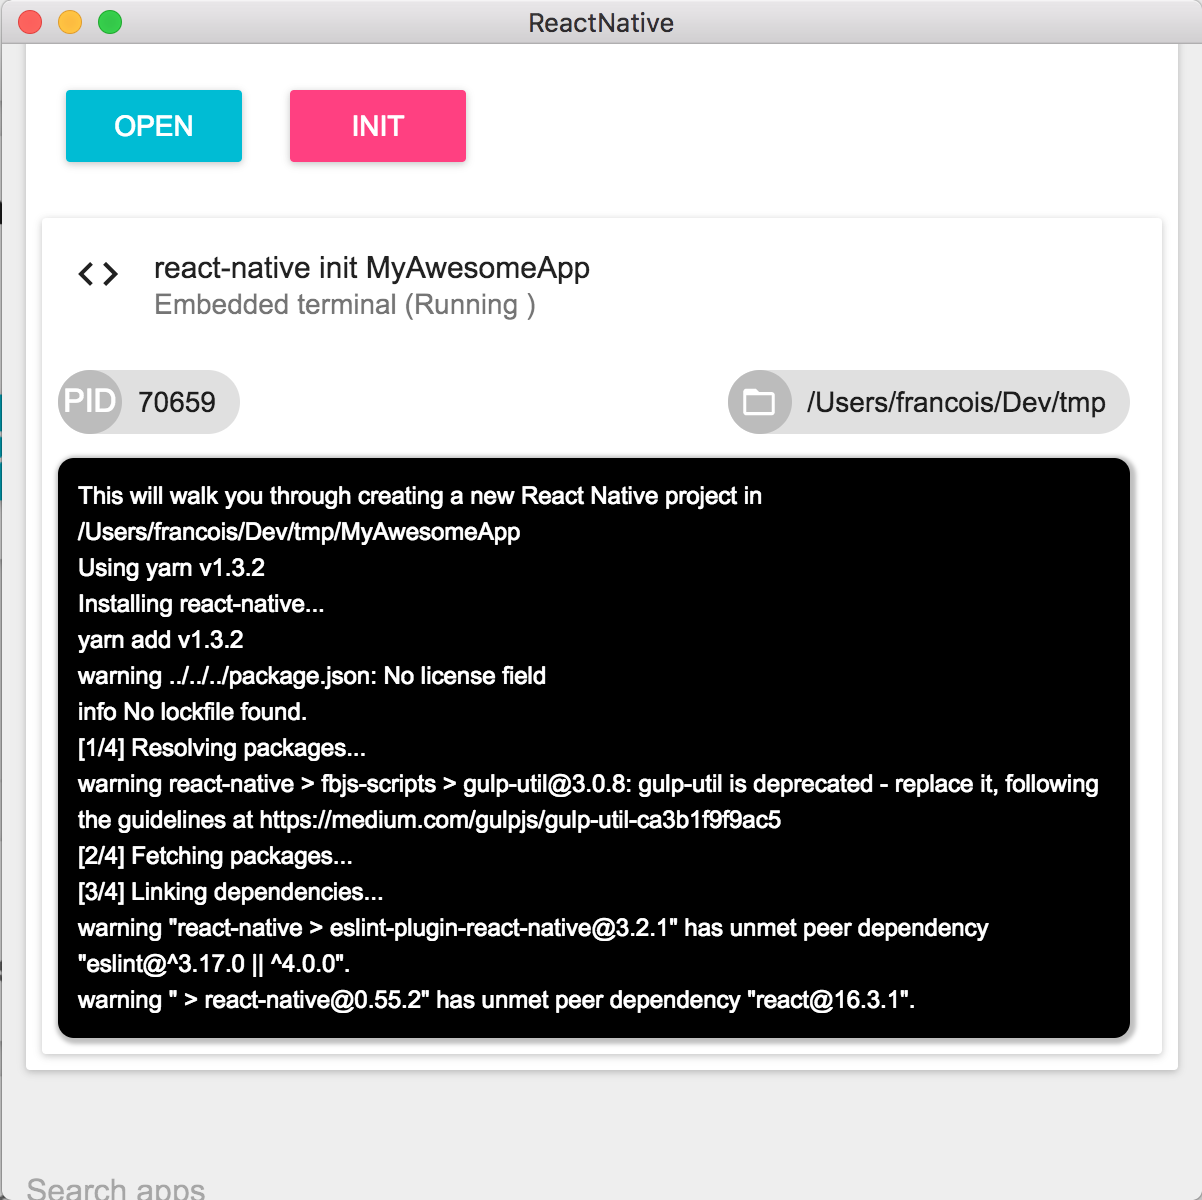 ReactNative
OPEN
INIT
react-native init MyAwesomeApp
Embedded terminal (Running )
PID
70659
/Users/francois/Dev/tmp
This will walk you through creating a new React Native project in
/Users/francois/Dev/tmp/MyAwesomeApp
Using yarn v1.3.2
Installing react-native...
yarn add v1.3.2
warning ../../../package.json: No license field
info No lockfile found.
[1/4] Resolving packages...
warning react-native > fbjs-scripts > gulp-util@3.0.8: gulp-util is deprecated - replace it, following
the guidelines at https://medium.com/gulpjs/gulp-util-ca3b1f9f9ac5
[2/4] Fetching packages...
[3/4] Linking dependencies...
warning "react-native > eslint-plugin-react-native@3.2.1" has unmet peer dependency
"eslint@^3.17.0 || ^4.0.0".
warning " > react-native@0.55.2" has unmet peer dependency "react@16.3.1".
Search apps